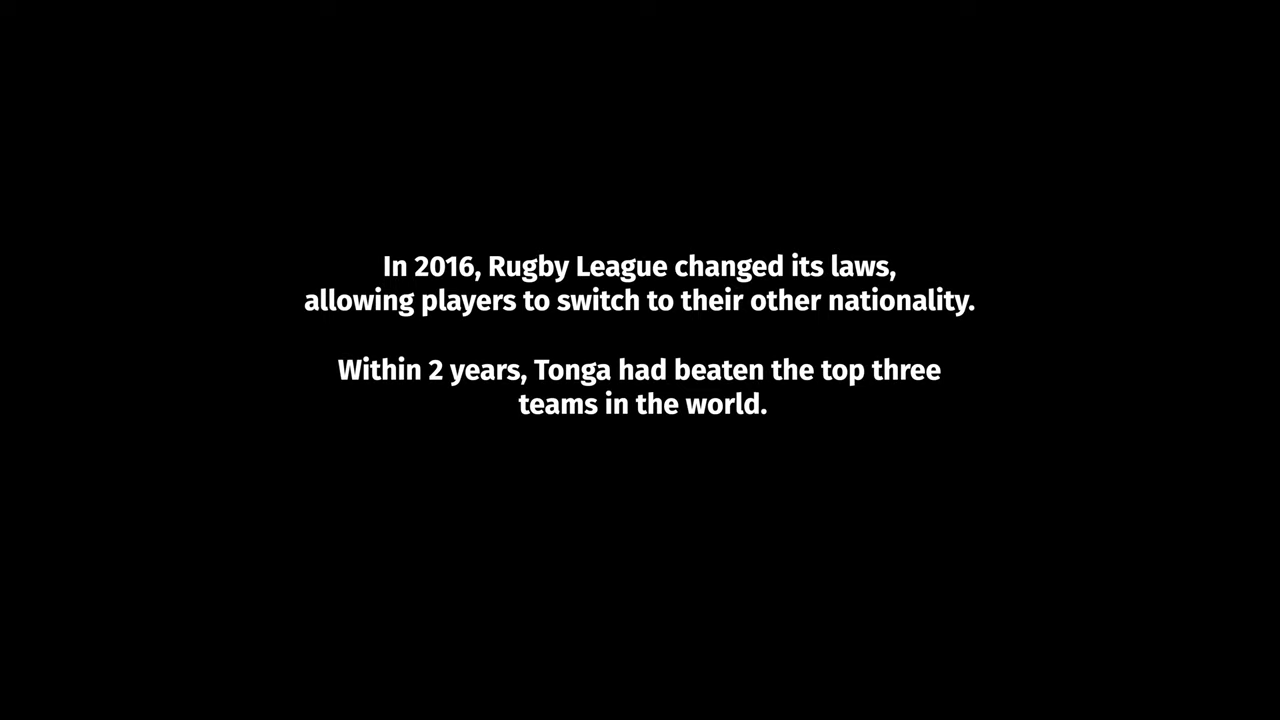 In 2016, Rugby League changed its laws,
allowing players to switch to their other nationality.
Within 2 years, Tonga had beaten the top three
teams in the world.